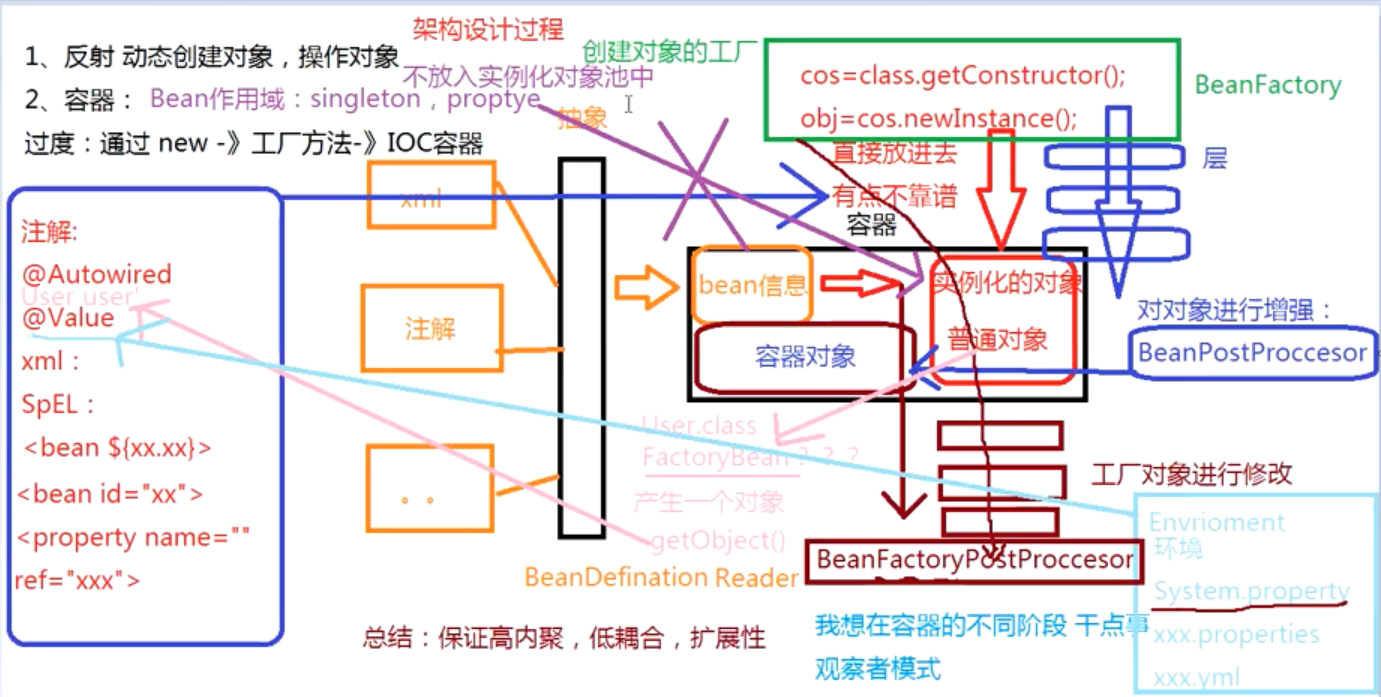 架构设计过程
1、反射 动态创建对象，操作对象
创建对象的工厂
不放入实例化对象池中
cos=class.getConstructor();
BeanFactory
2、容器： Bean作用域：singleton，proptye
抽象
obj=cos.newInstance();
过度：通过 new -》工厂方法-》IOC容器
直接放进去
层
xml
有点不靠谱
容器
注解:
@Autowired
User user'
@Value
xml：
SpEL：
<bean ${xx.xx}>
<bean id="xx">
<property name=""
ref="xxx">
注解
。。
bean信息
实例化的对象
容器对象
普通对象
对对象进行增强：
BeanPostProccesor
User.class
FactoryBean？？？
产生一个对象
getObject()
工厂对象进行修改
BeanDefination Reader
BeanFactoryPostProccesor
Envrioment
环境
System.property
xxx.properties
xxx.yml
总结：保证高内聚，低耦合，扩展性
我想在容器的不同阶段 干点事
观察者模式